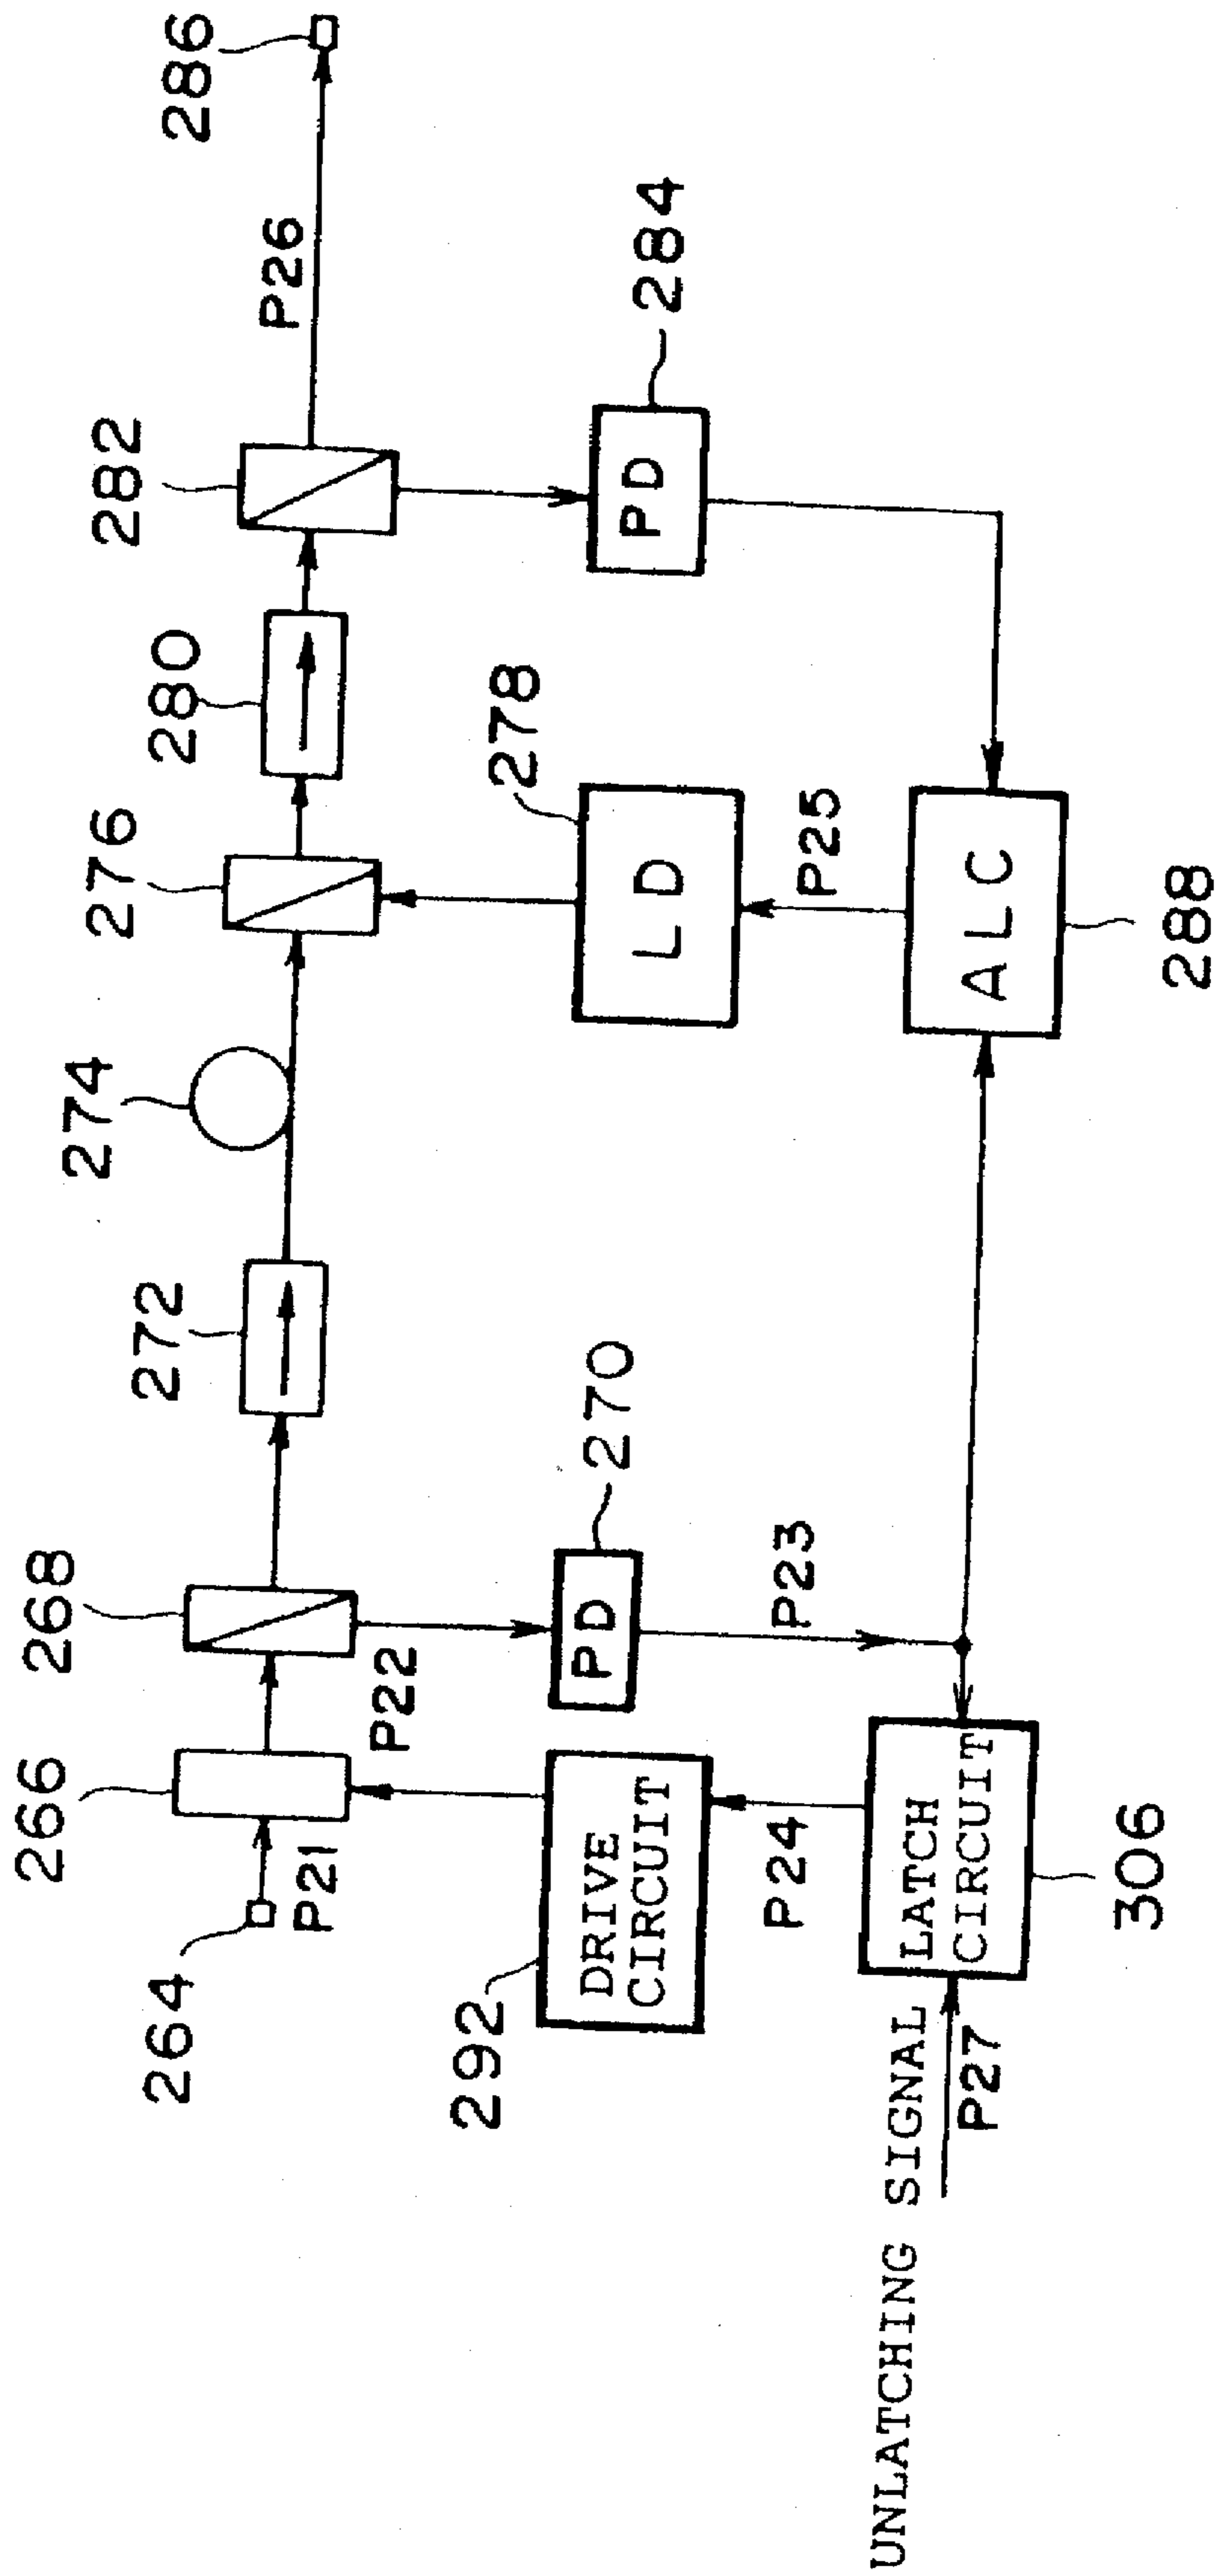 264
266
268
272
274
276
280
282
286
P21
P22
P26
292
DRIVE
CIRCUIT
PD
270
LD
278
PD
284
P24
P23
P25
UNLATCHING SIGNAL
P27
LATCH
CIRCUIT
306
ALC
288